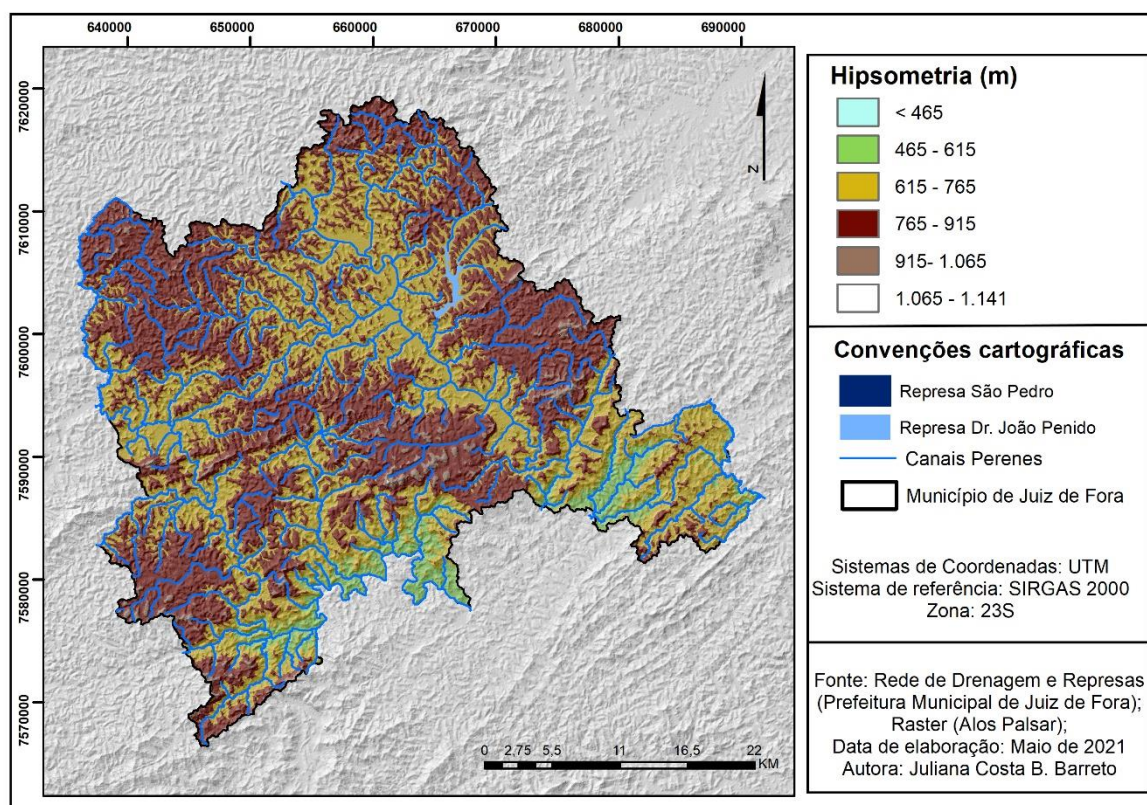 640000 650000 660000 670000 680000 690000
7620000
7610000
7600000
7590000
7580000
7570000
N
0 2,75 5,5 11 16,5 22
KM
Hipsometria (m)
< 465
465 - 615
615 - 765
765 - 915
915- 1.065
1.065 - 1.141
Convenções cartográficas
Represa São Pedro
Represa Dr. João Penido
Canais Perenes
Município de Juiz de Fora
Sistemas de Coordenadas: UTM
Sistema de referência: SIRGAS 2000
Zona: 23S
Fonte: Rede de Drenagem e Represas
(Prefeitura Municipal de Juiz de Fora);
Raster (Alos Palsar);
Data de elaboração: Maio de 2021
Autora: Juliana Costa B. Barreto